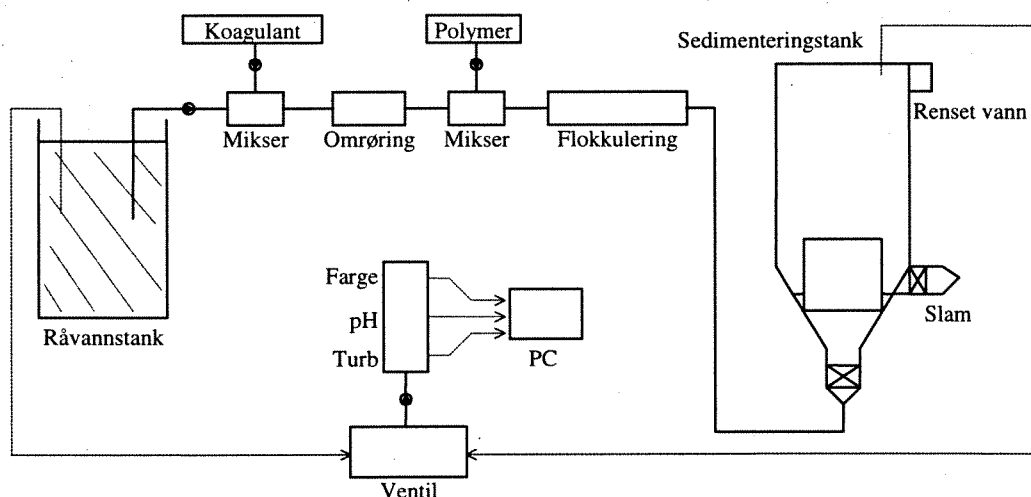 Koagulant
Polymer
Sedimenteringstank
Mikser
Omrøring
Mikser
Flokkulering
Renset vann
Råvannstank
Farge
pH
Turb
PC
Slam
Ventil